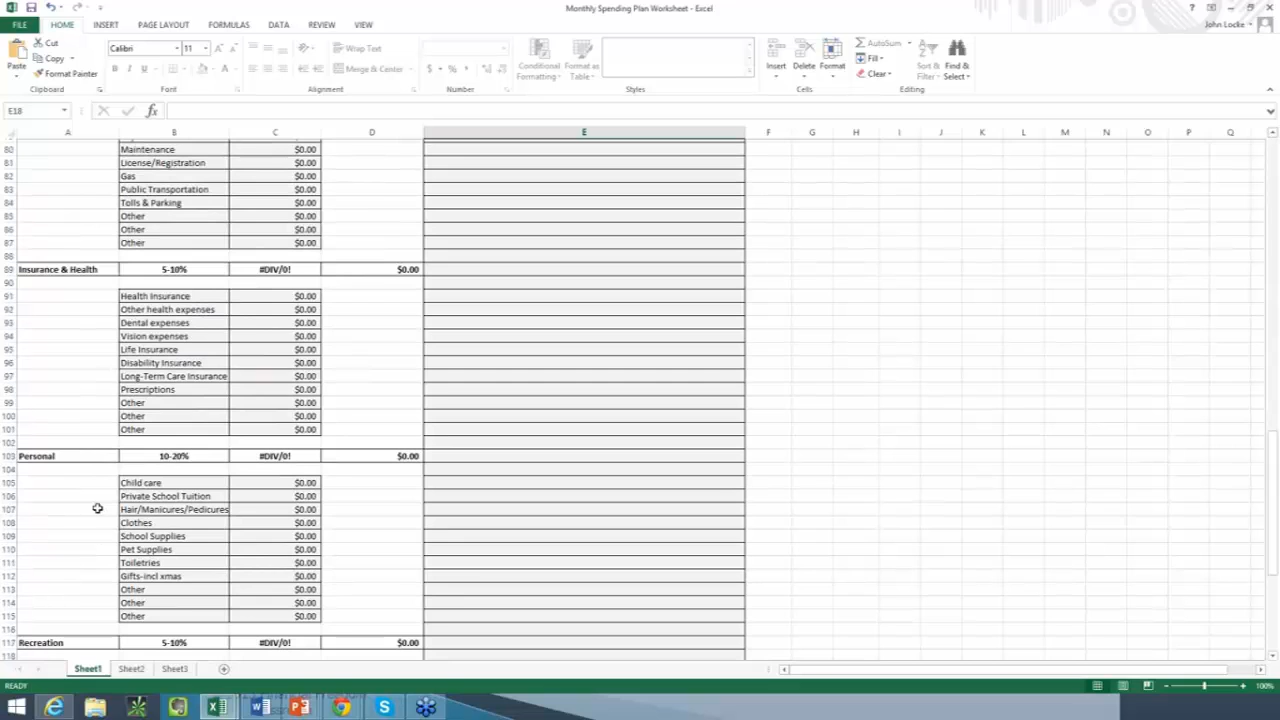 Monthly Spending Plan Worksheet - Excel
FILE HOME INSERT PAGE LAYOUT FORMULAS DATA REVIEW VIEW John Locke
Cut
Copy
Format Painter
Paste
Calibri 11
B I U
Wrap Text
Merge & Center
$ % ,
Conditional Formatting
Format as Table
Insert Delete Format
AutoSum
Fill
Clear
Sort & Filter
Find & Select
Clipboard Font Alignment Number Styles Cells Editing
E18 fx
A B C D E F G H I J K L M N O P Q
80 Maintenance $0.00
81 License/Registration $0.00
82 Gas $0.00
83 Public Transportation $0.00
84 Tolls & Parking $0.00
85 Other $0.00
86 Other $0.00
87 Other $0.00
88
89 Insurance & Health 5-10% #DIV/0! $0.00
90
91 Health Insurance $0.00
92 Other health expenses $0.00
93 Dental expenses $0.00
94 Vision expenses $0.00
95 Life Insurance $0.00
96 Disability Insurance $0.00
97 Long-Term Care Insurance $0.00
98 Prescriptions $0.00
99 Other $0.00
100 Other $0.00
101 Other $0.00
102
103 Personal 10-20% #DIV/0! $0.00
104
105 Child care $0.00
106 Private School Tuition $0.00
107 Hair/Manicures/Pedicures $0.00
108 Clothes $0.00
109 School Supplies $0.00
110 Pet Supplies $0.00
111 Toiletries $0.00
112 Gifts-incl xmas $0.00
113 Other $0.00
114 Other $0.00
115 Other $0.00
116
117 Recreation 5-10% #DIV/0! $0.00
118
Sheet1 Sheet2 Sheet3
READY 100%